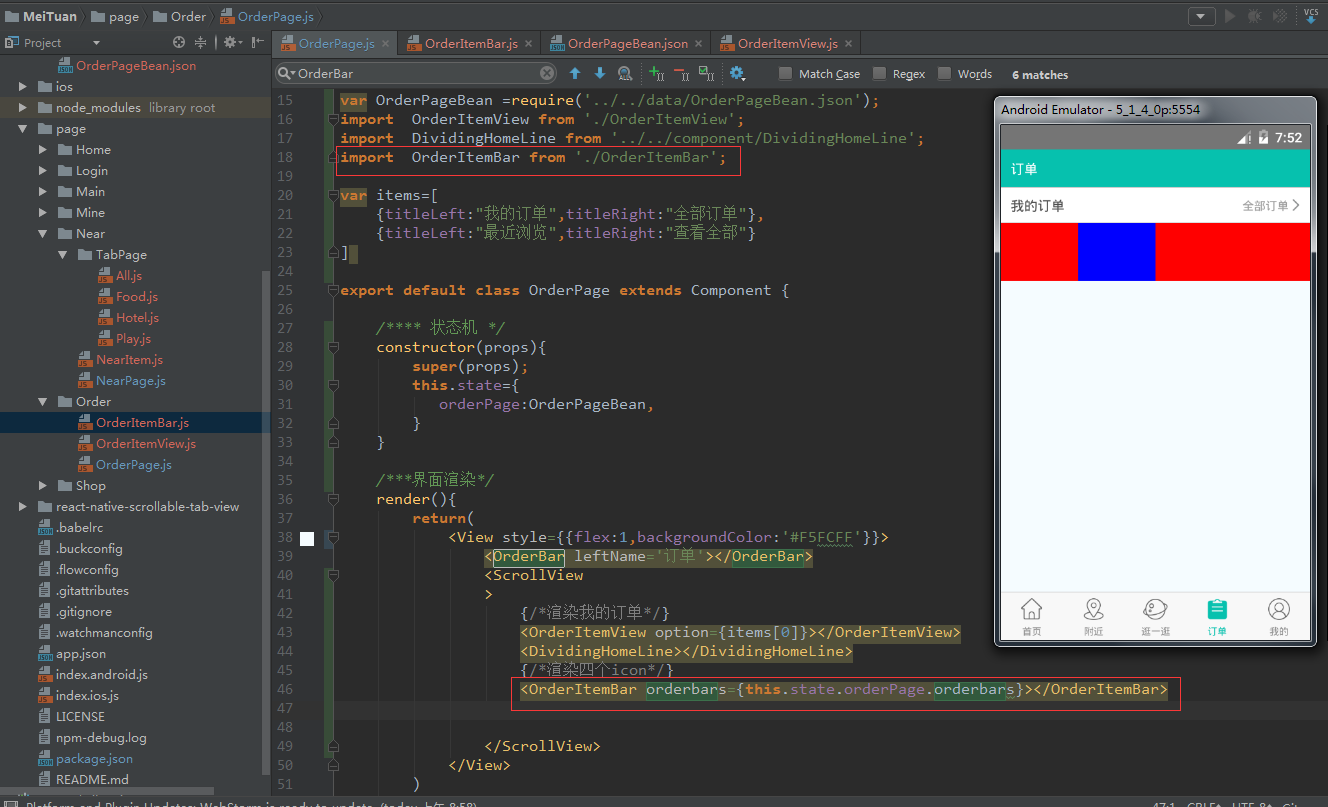 MeiTuan page Order OrderPage.js
VCS
Project
OrderPage.js OrderItemBar.js OrderPageBean.json OrderItemView.js
OrderBar Match Case Regex Words 6 matches
OrderPageBean.json
ios
node_modules library root
page
Home
Login
Main
Mine
Near
TabPage
All.js
Food.js
Hotel.js
Play.js
NearItem.js
NearPage.js
Order
OrderItemBar.js
OrderItemView.js
OrderPage.js
Shop
react-native-scrollable-tab-view
.babelrc
.buckconfig
.flowconfig
.gitattributes
.gitignore
.watchmanconfig
app.json
index.android.js
index.ios.js
LICENSE
npm-debug.log
package.json
README.md
15 var OrderPageBean =require('../../data/OrderPageBean.json');
16 import OrderItemView from './OrderItemView';
17 import DividingHomeLine from '../../component/DividingHomeLine';
18 import OrderItemBar from './OrderItemBar';
19
20 var items=[
21 {titleLeft:"我的订单",titleRight:"全部订单"},
22 {titleLeft:"最近浏览",titleRight:"查看全部"}
23 ]
24
25 export default class OrderPage extends Component {
26
27 /**** 状态机 */
28 constructor(props){
29 super(props);
30 this.state={
31 orderPage:OrderPageBean,
32 }
33 }
34
35 /***界面渲染*/
36 render(){
37 return(
38 <View style={{flex:1,backgroundColor:'#F5FCFF'}}>
39 <OrderBar leftName='订单'></OrderBar>
40 <ScrollView
41 >
42 {/*渲染我的订单*/}
43 <OrderItemView option={items[0]}></OrderItemView>
44 <DividingHomeLine></DividingHomeLine>
45 {/*渲染四个icon*/}
46 <OrderItemBar orderbars={this.state.orderPage.orderbars}></OrderItemBar>
47
48
49 </ScrollView>
50 </View>
51 )
Android Emulator - 5_1_4_0p:5554
7:52
订单
我的订单 全部订单
首页 附近 逛一逛 订单 我的
Platform and Plugin Updates: WebStorm is ready to update. (today 上午 8:58) 47:1 CRLF UTF-8 Git: